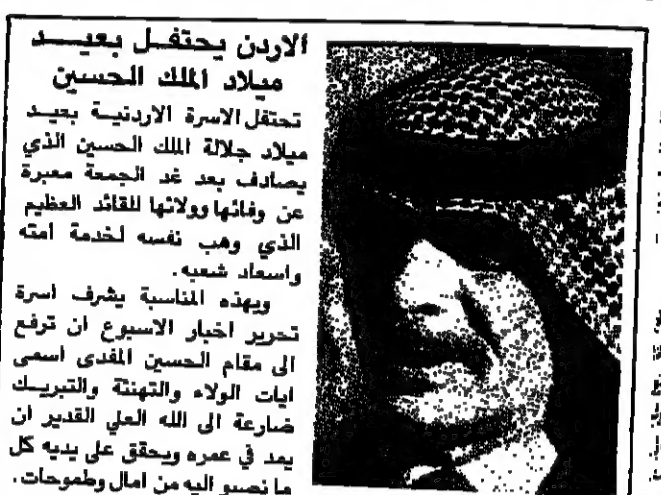 الاردن يحتفل بعيد
ميلاد الملك الحسين
تحتفل الاسرة الاردنية بعيد
ميلاد جلالة الملك الحسين الذي
يصادف بعد غد الجمعة معبرة
عن وفائها وولائها للقائد العظيم
الذي وهب نفسه لخدمة امته
واسعاد شعبه.
وبهذه المناسبة يشرف اسرة
تحرير اخبار الاسبوع ان ترفع
الى مقام الحسين المفدى اسمى
ايات الولاء والتهنئة والتبريك
ضارعة الى الله العلي القدير ان
يمد في عمره ويحقق على يديه كل
ما نصبو اليه من امال وطموحات.